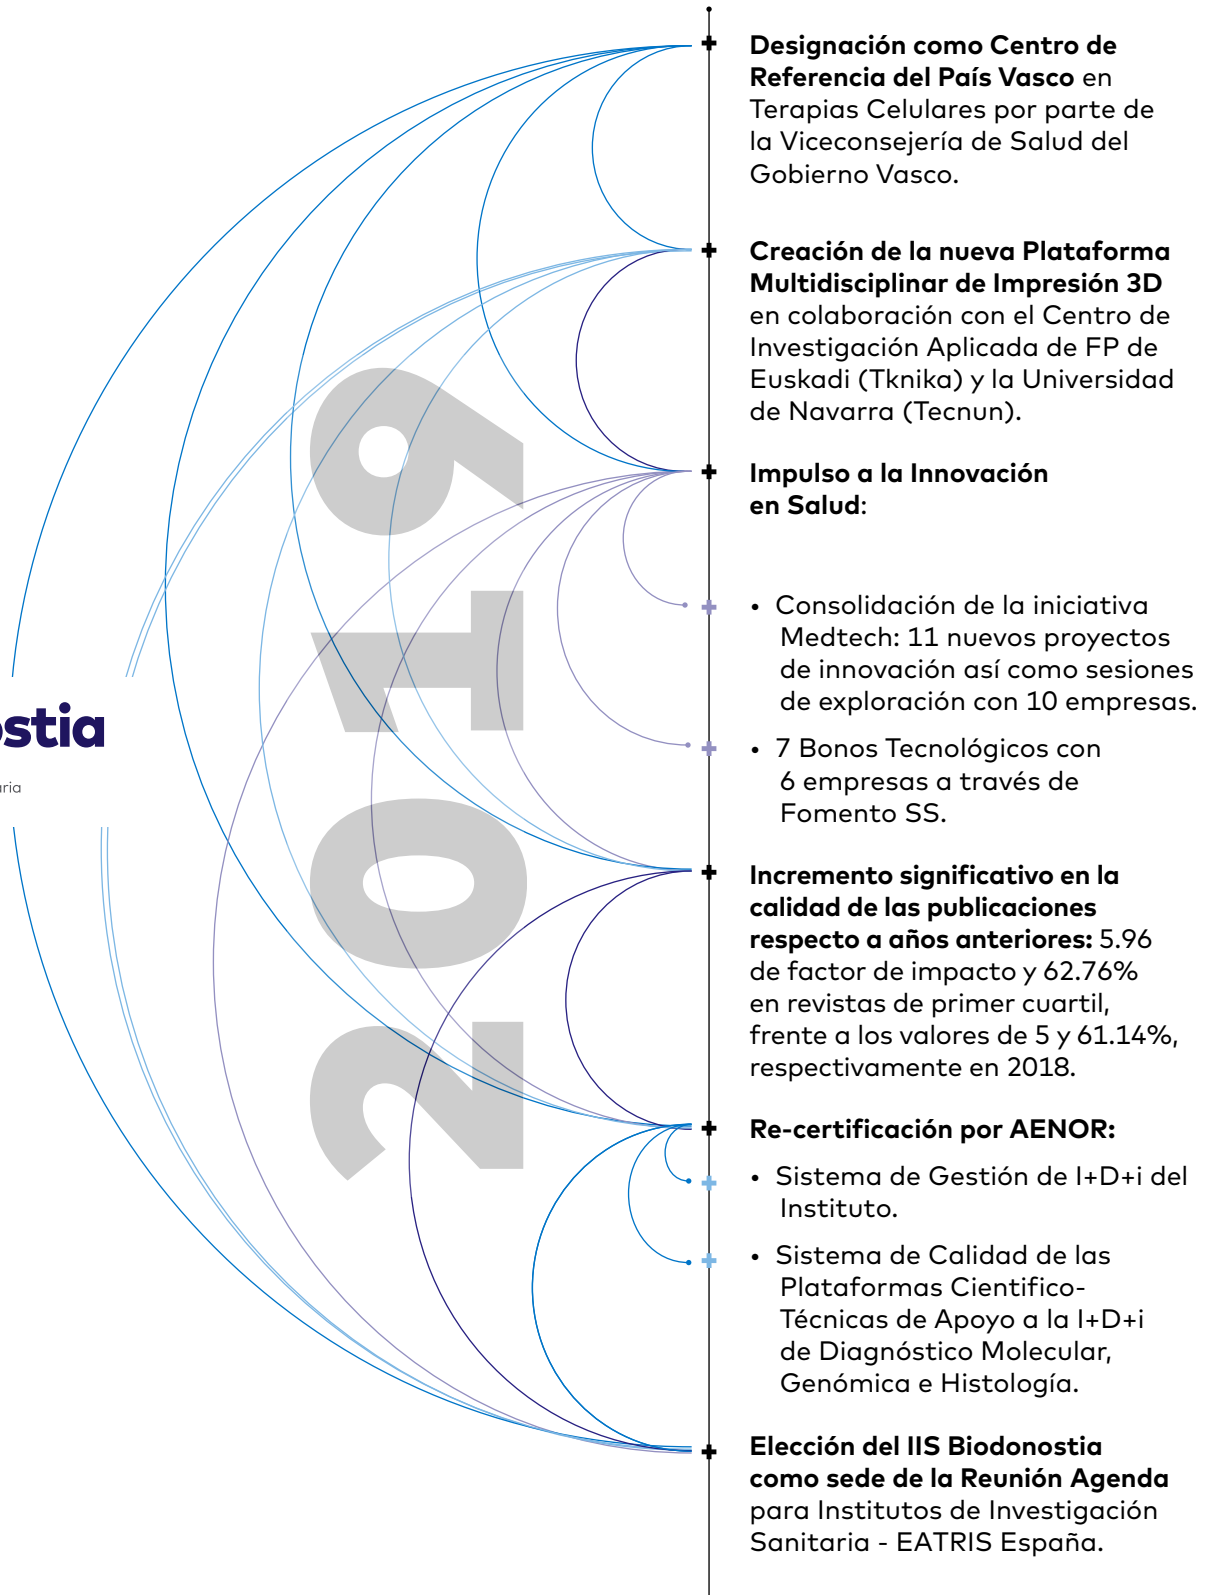 Designación como Centro de
Referencia del País Vasco en
Terapias Celulares por parte de
la Viceconsejería de Salud del
Gobierno Vasco.
Creación de la nueva Plataforma
Multidisciplinar de Impresión 3D
en colaboración con el Centro de
Investigación Aplicada de FP de
Euskadi (Tknika) y la Universidad
de Navarra (Tecnun).
Impulso a la Innovación
en Salud:
• Consolidación de la iniciativa
Medtech: 11 nuevos proyectos
de innovación así como sesiones
de exploración con 10 empresas.
• 7 Bonos Tecnológicos con
6 empresas a través de
Fomento SS.
Incremento significativo en la
calidad de las publicaciones
respecto a años anteriores: 5.96
de factor de impacto y 62.76%
en revistas de primer cuartil,
frente a los valores de 5 y 61.14%,
respectivamente en 2018.
Re-certificación por AENOR:
• Sistema de Gestión de I+D+i del
Instituto.
• Sistema de Calidad de las
Plataformas Cientifico-
Técnicas de Apoyo a la I+D+i
de Diagnóstico Molecular,
Genómica e Histología.
Elección del IIS Biodonostia
como sede de la Reunión Agenda
para Institutos de Investigación
Sanitaria - EATRIS España.
2019
ostia
aria